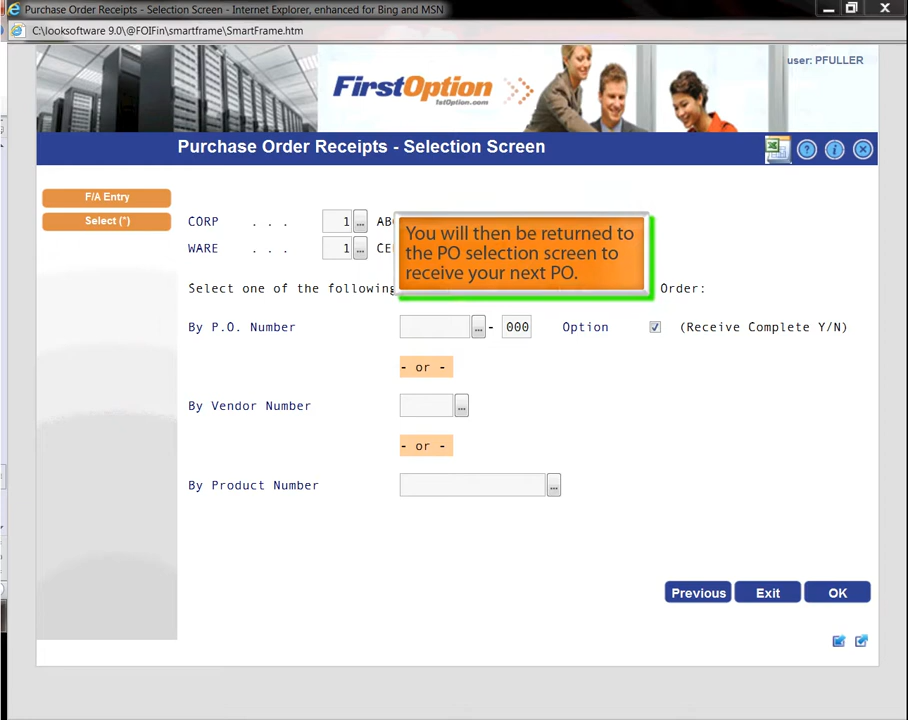 Purchase Order Receipts - Selection Screen - Internet Explorer, enhanced for Bing and MSN
C:\looksoftware 9.0\@FOIFin\smartframe\SmartFrame.htm
FirstOption
1stOption.com
user: PFULLER
Purchase Order Receipts - Selection Screen
F/A Entry
Select (*)
CORP . . . 1 ... AB
WARE . . . 1 ... CE
You will then be returned to
the PO selection screen to
receive your next PO.
Select one of the following Order:
By P.O. Number ... - 000 Option (Receive Complete Y/N)
- or -
By Vendor Number ...
- or -
By Product Number ...
Previous Exit OK